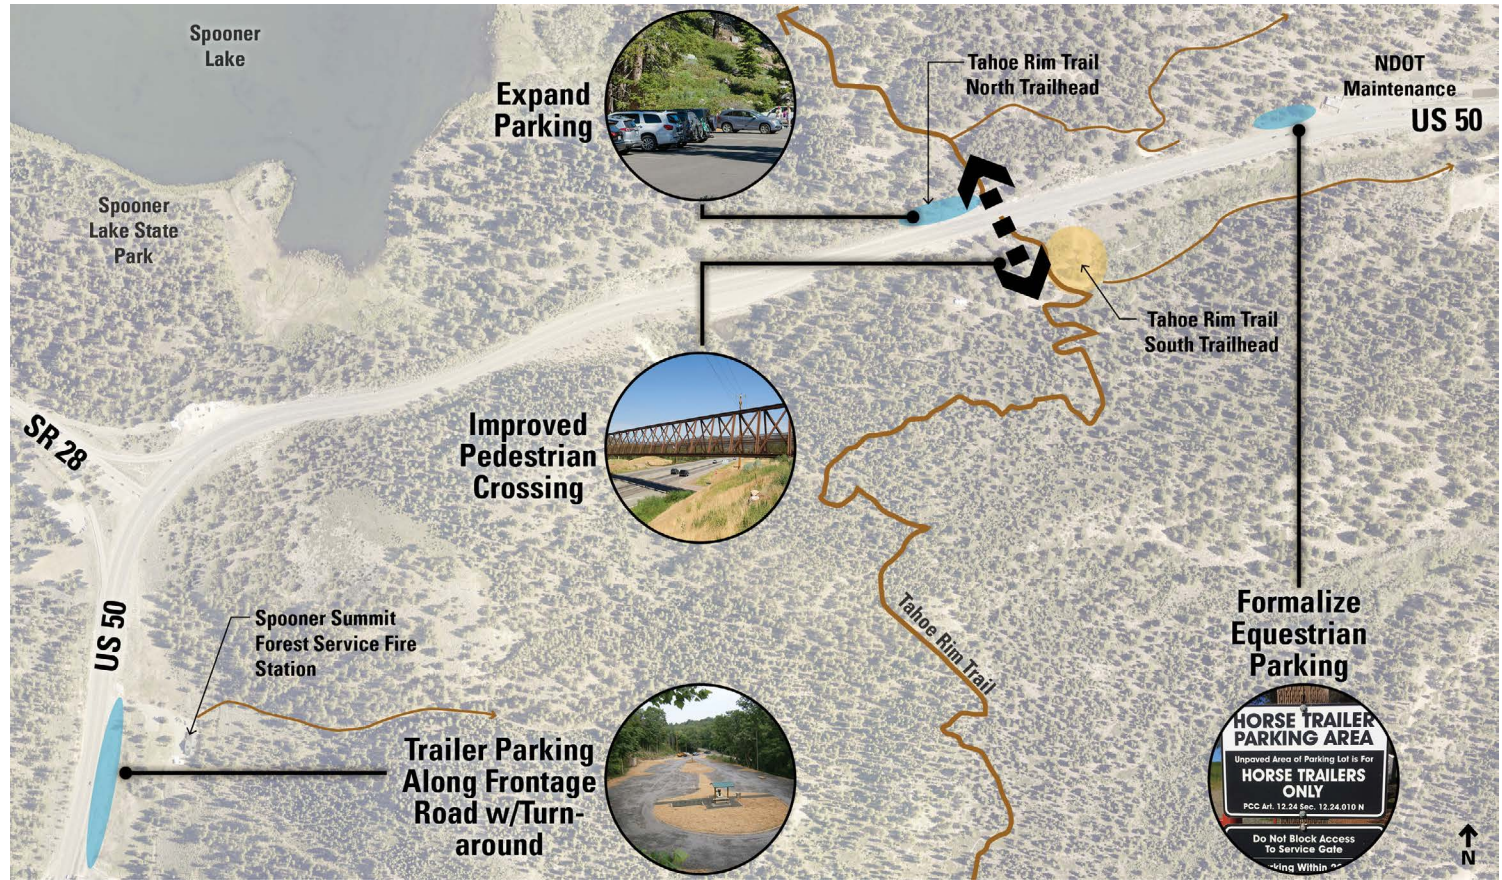 Spooner
Lake
Expand
Parking
Tahoe Rim Trail
North Trailhead
NDOT
Maintenance
US 50
Spooner
Lake State
Park
Tahoe Rim Trail
South Trailhead
SR 28
Improved
Pedestrian
Crossing
US 50
Spooner Summit
Forest Service Fire
Station
Tahoe Rim Trail
Formalize
Equestrian
Parking
Trailer Parking
Along Frontage
Road w/Turn-
around
HORSE TRAILER
PARKING AREA
Unpaved Area of Parking Lot is For
HORSE TRAILERS
ONLY
PCC Art. 12.24 Sec. 12.24.010 N
Do Not Block Access
To Service Gate
Within
N